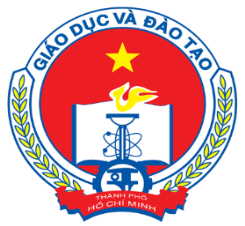 GIÁO DỤC VÀ ĐÀO TẠO
THÀNH PHỐ
HỒ CHÍ MINH